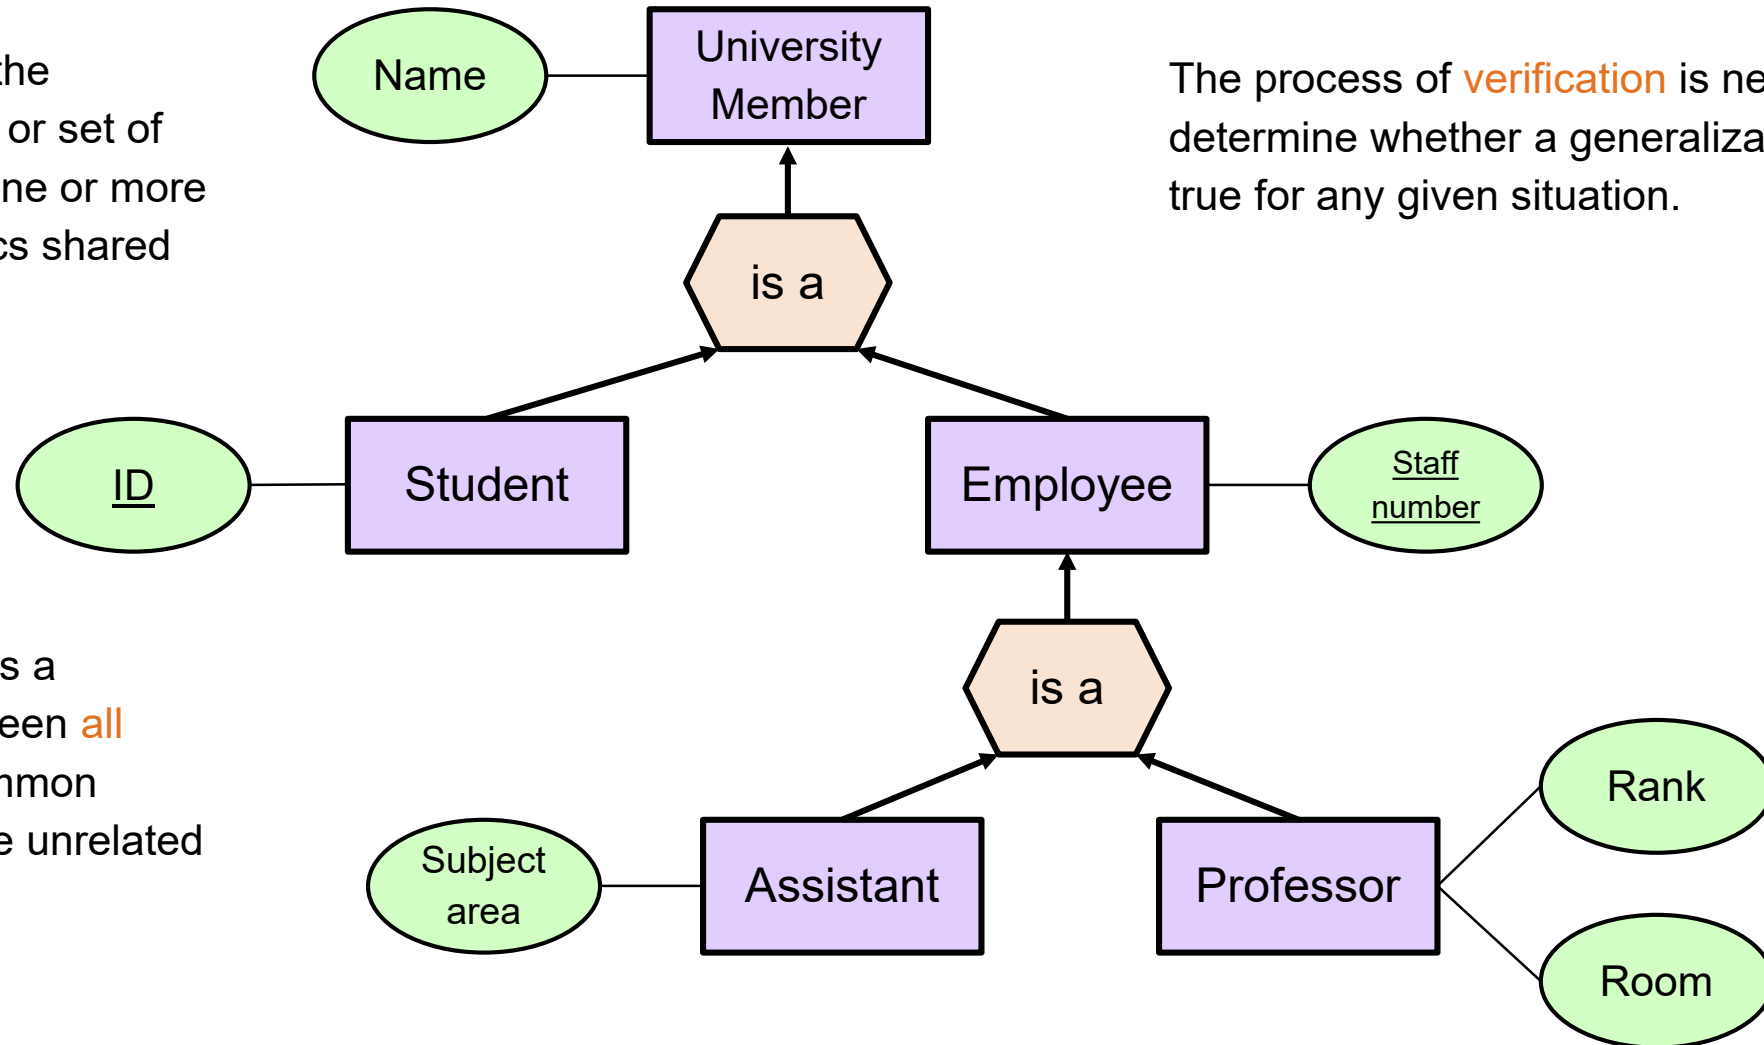 the
or set of
ne or more
cs shared
Name
University
Member
The process of verification is ne
determine whether a generaliza
true for any given situation.
is a
ID
Student
Employee
Staff
number
s a
een all
mmon
e unrelated
is a
Subject
area
Assistant
Professor
Rank
Room